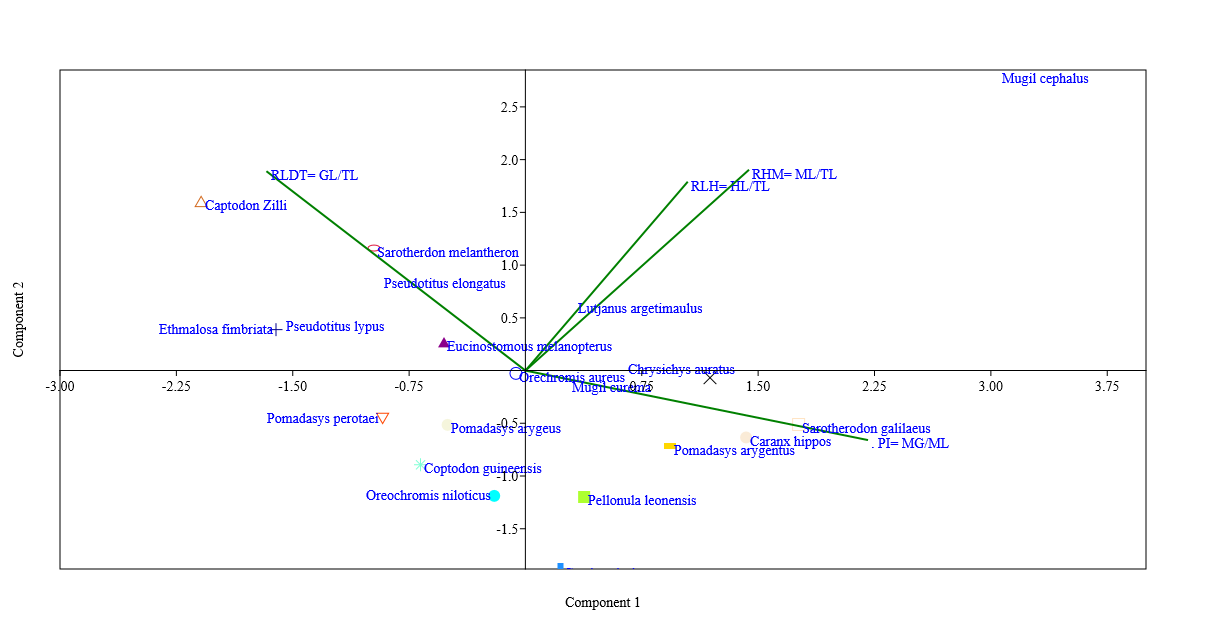 Mugil cephalus
2.5
2.0
RLDT= GL/TL
RHM= ML/TL
RLH= HL/TL
Captodon Zilli
1.5
Sarotherdon melantheron
1.0
Pseudotitus elongatus
Lutjanus argetimaulus
0.5
Ethmalosa fimbriata
Pseudotitus lypus
Eucinostomous melanopterus
Component 2
Chrysichys auratus
Orechromis aureus
-3.00 -2.25 -1.50 -0.75 0.75 1.50 2.25 3.00 3.75
Mugil curema
Pomadasys perotaei
-0.5
Pomadasys arygeus
Sarotherodon galilaeus
Caranx hippos
. PI= MG/ML
Pomadasys arygentus
Coptodon guineensis
-1.0
Oreochromis niloticus
Pellonula leonensis
-1.5
Component 1